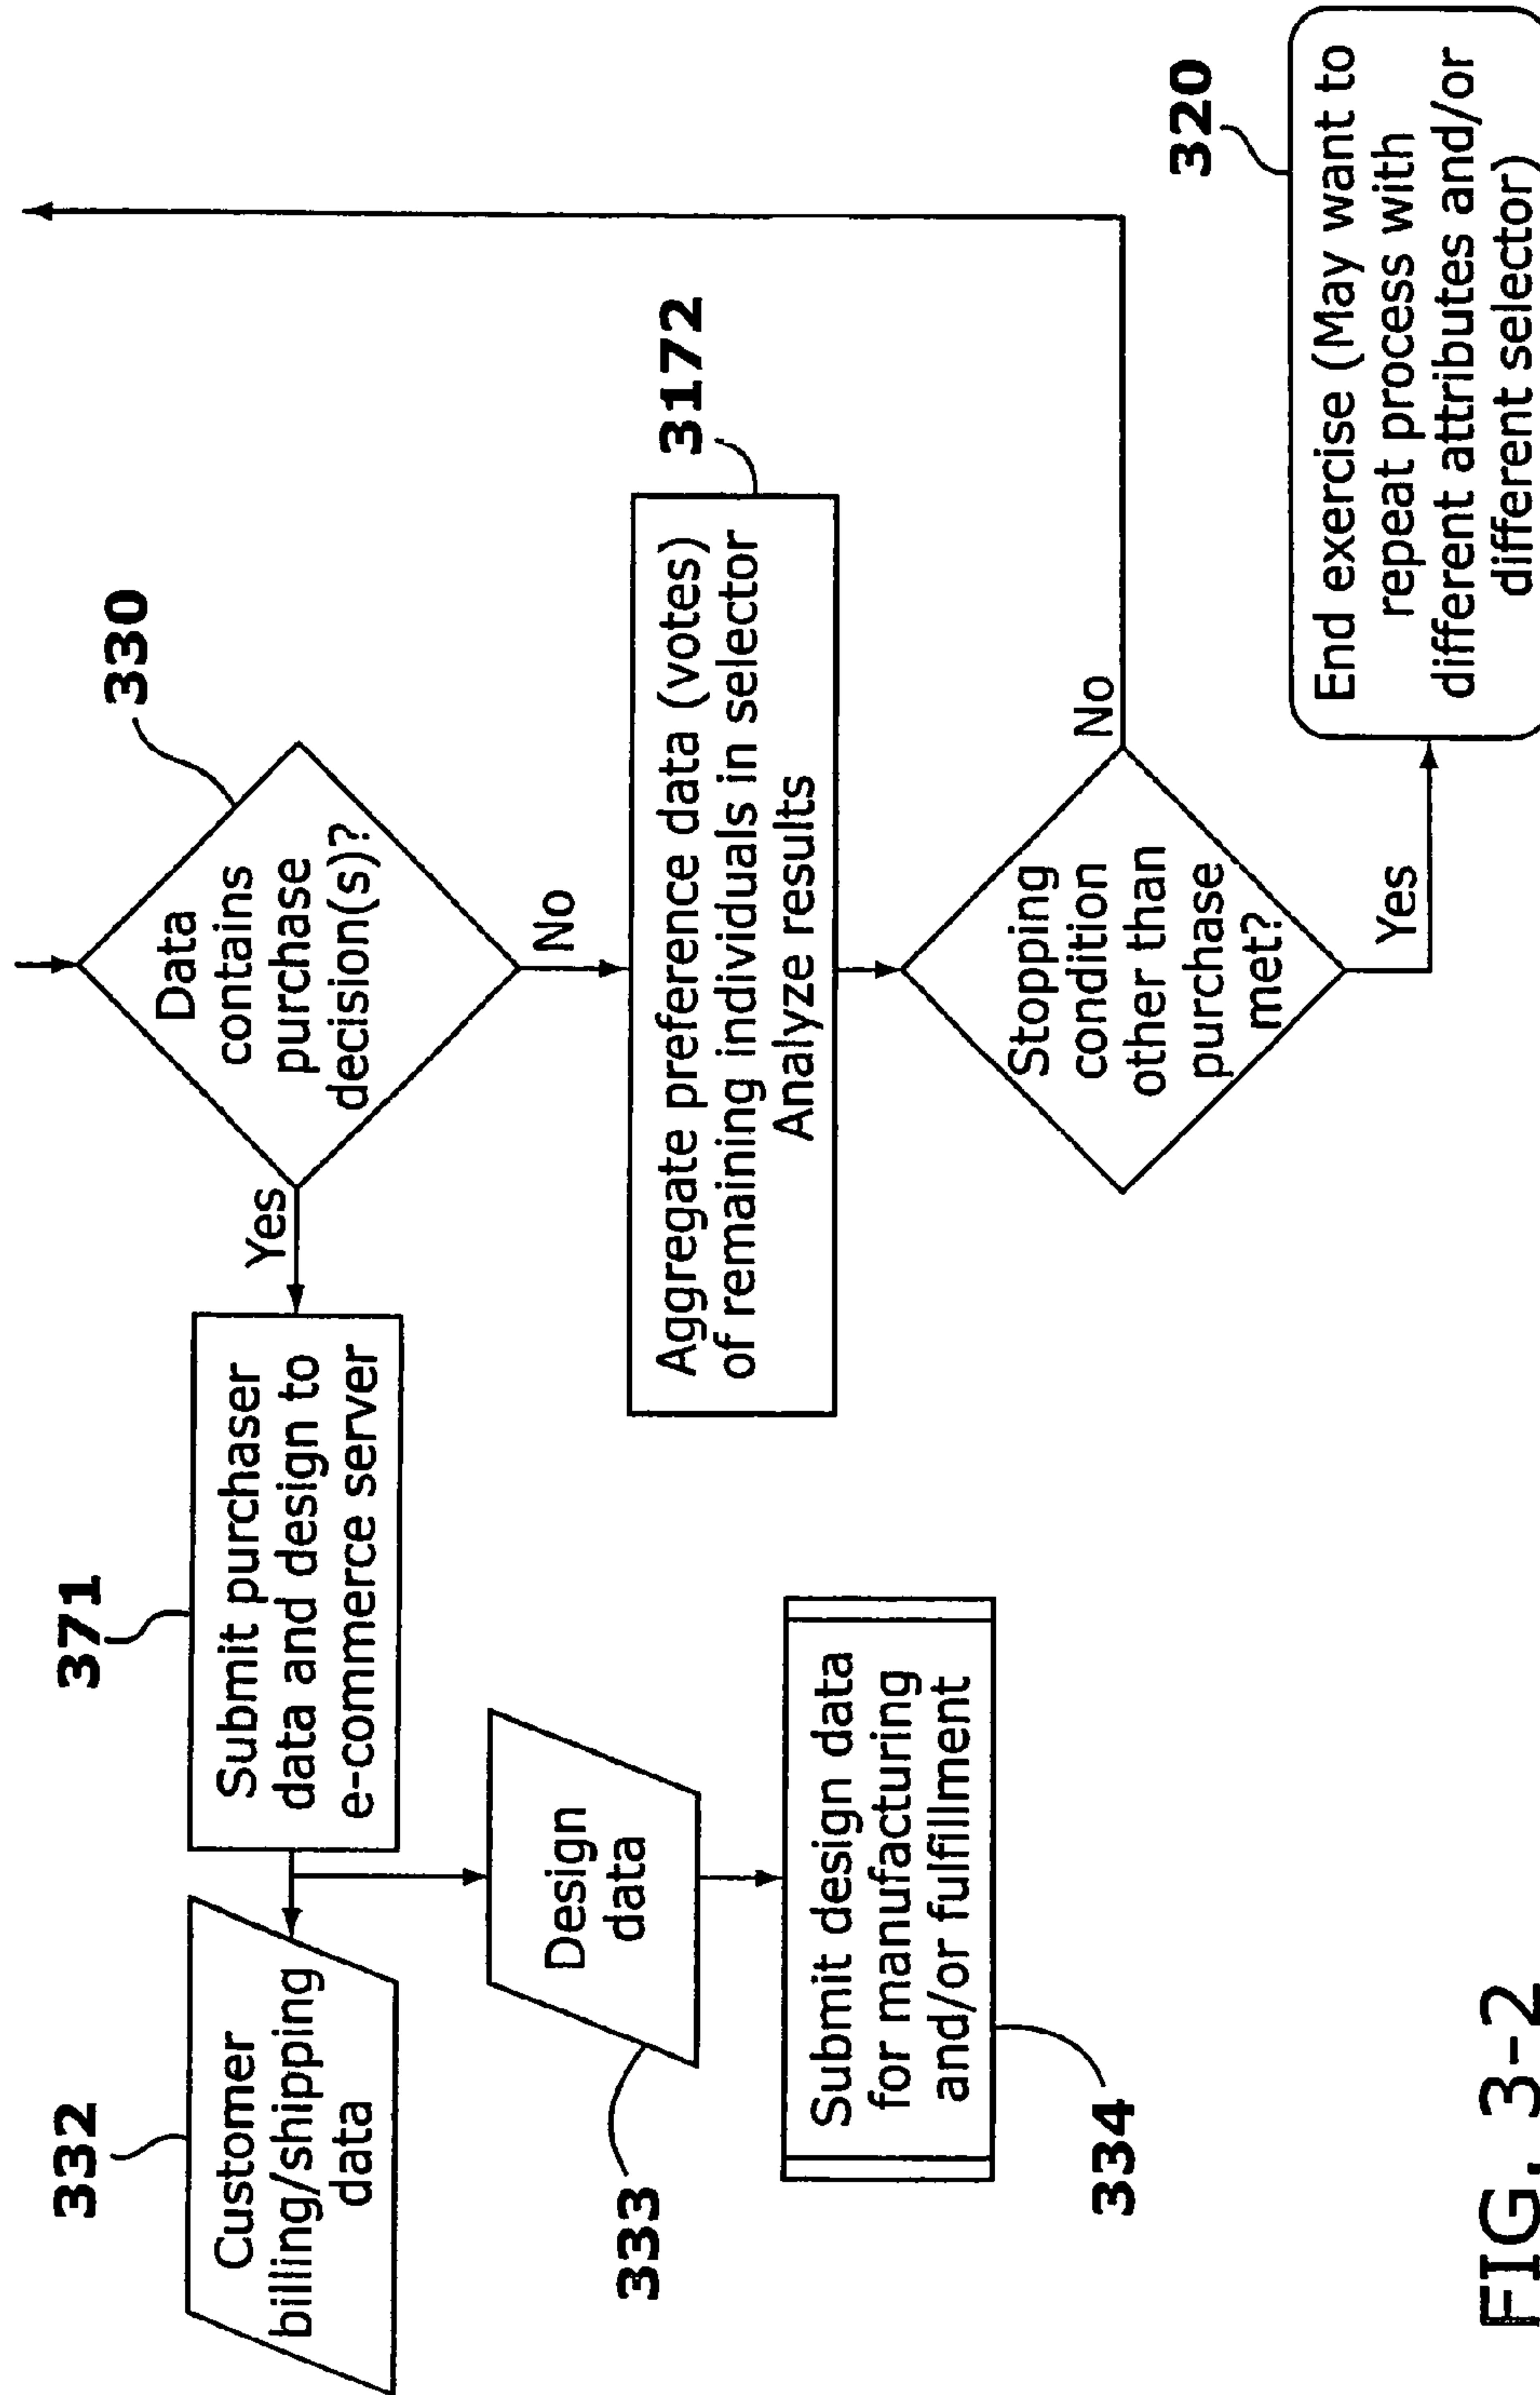 330
Data
contains
purchase
decision(s)?
Yes
No
371
Submit purchaser
data and design to
e-commerce server
332
Customer
billing/shipping
data
333
Design
data
334
Submit design data
for manufacturing
and/or fulfillment
3172
Aggregate preference data (votes)
of remaining individuals in selector
Analyze results
Stopping
condition
other than
purchase
met?
No
Yes
320
End exercise (May want to
repeat process with
different attributes and/or
different selector)
FIG. 3-2